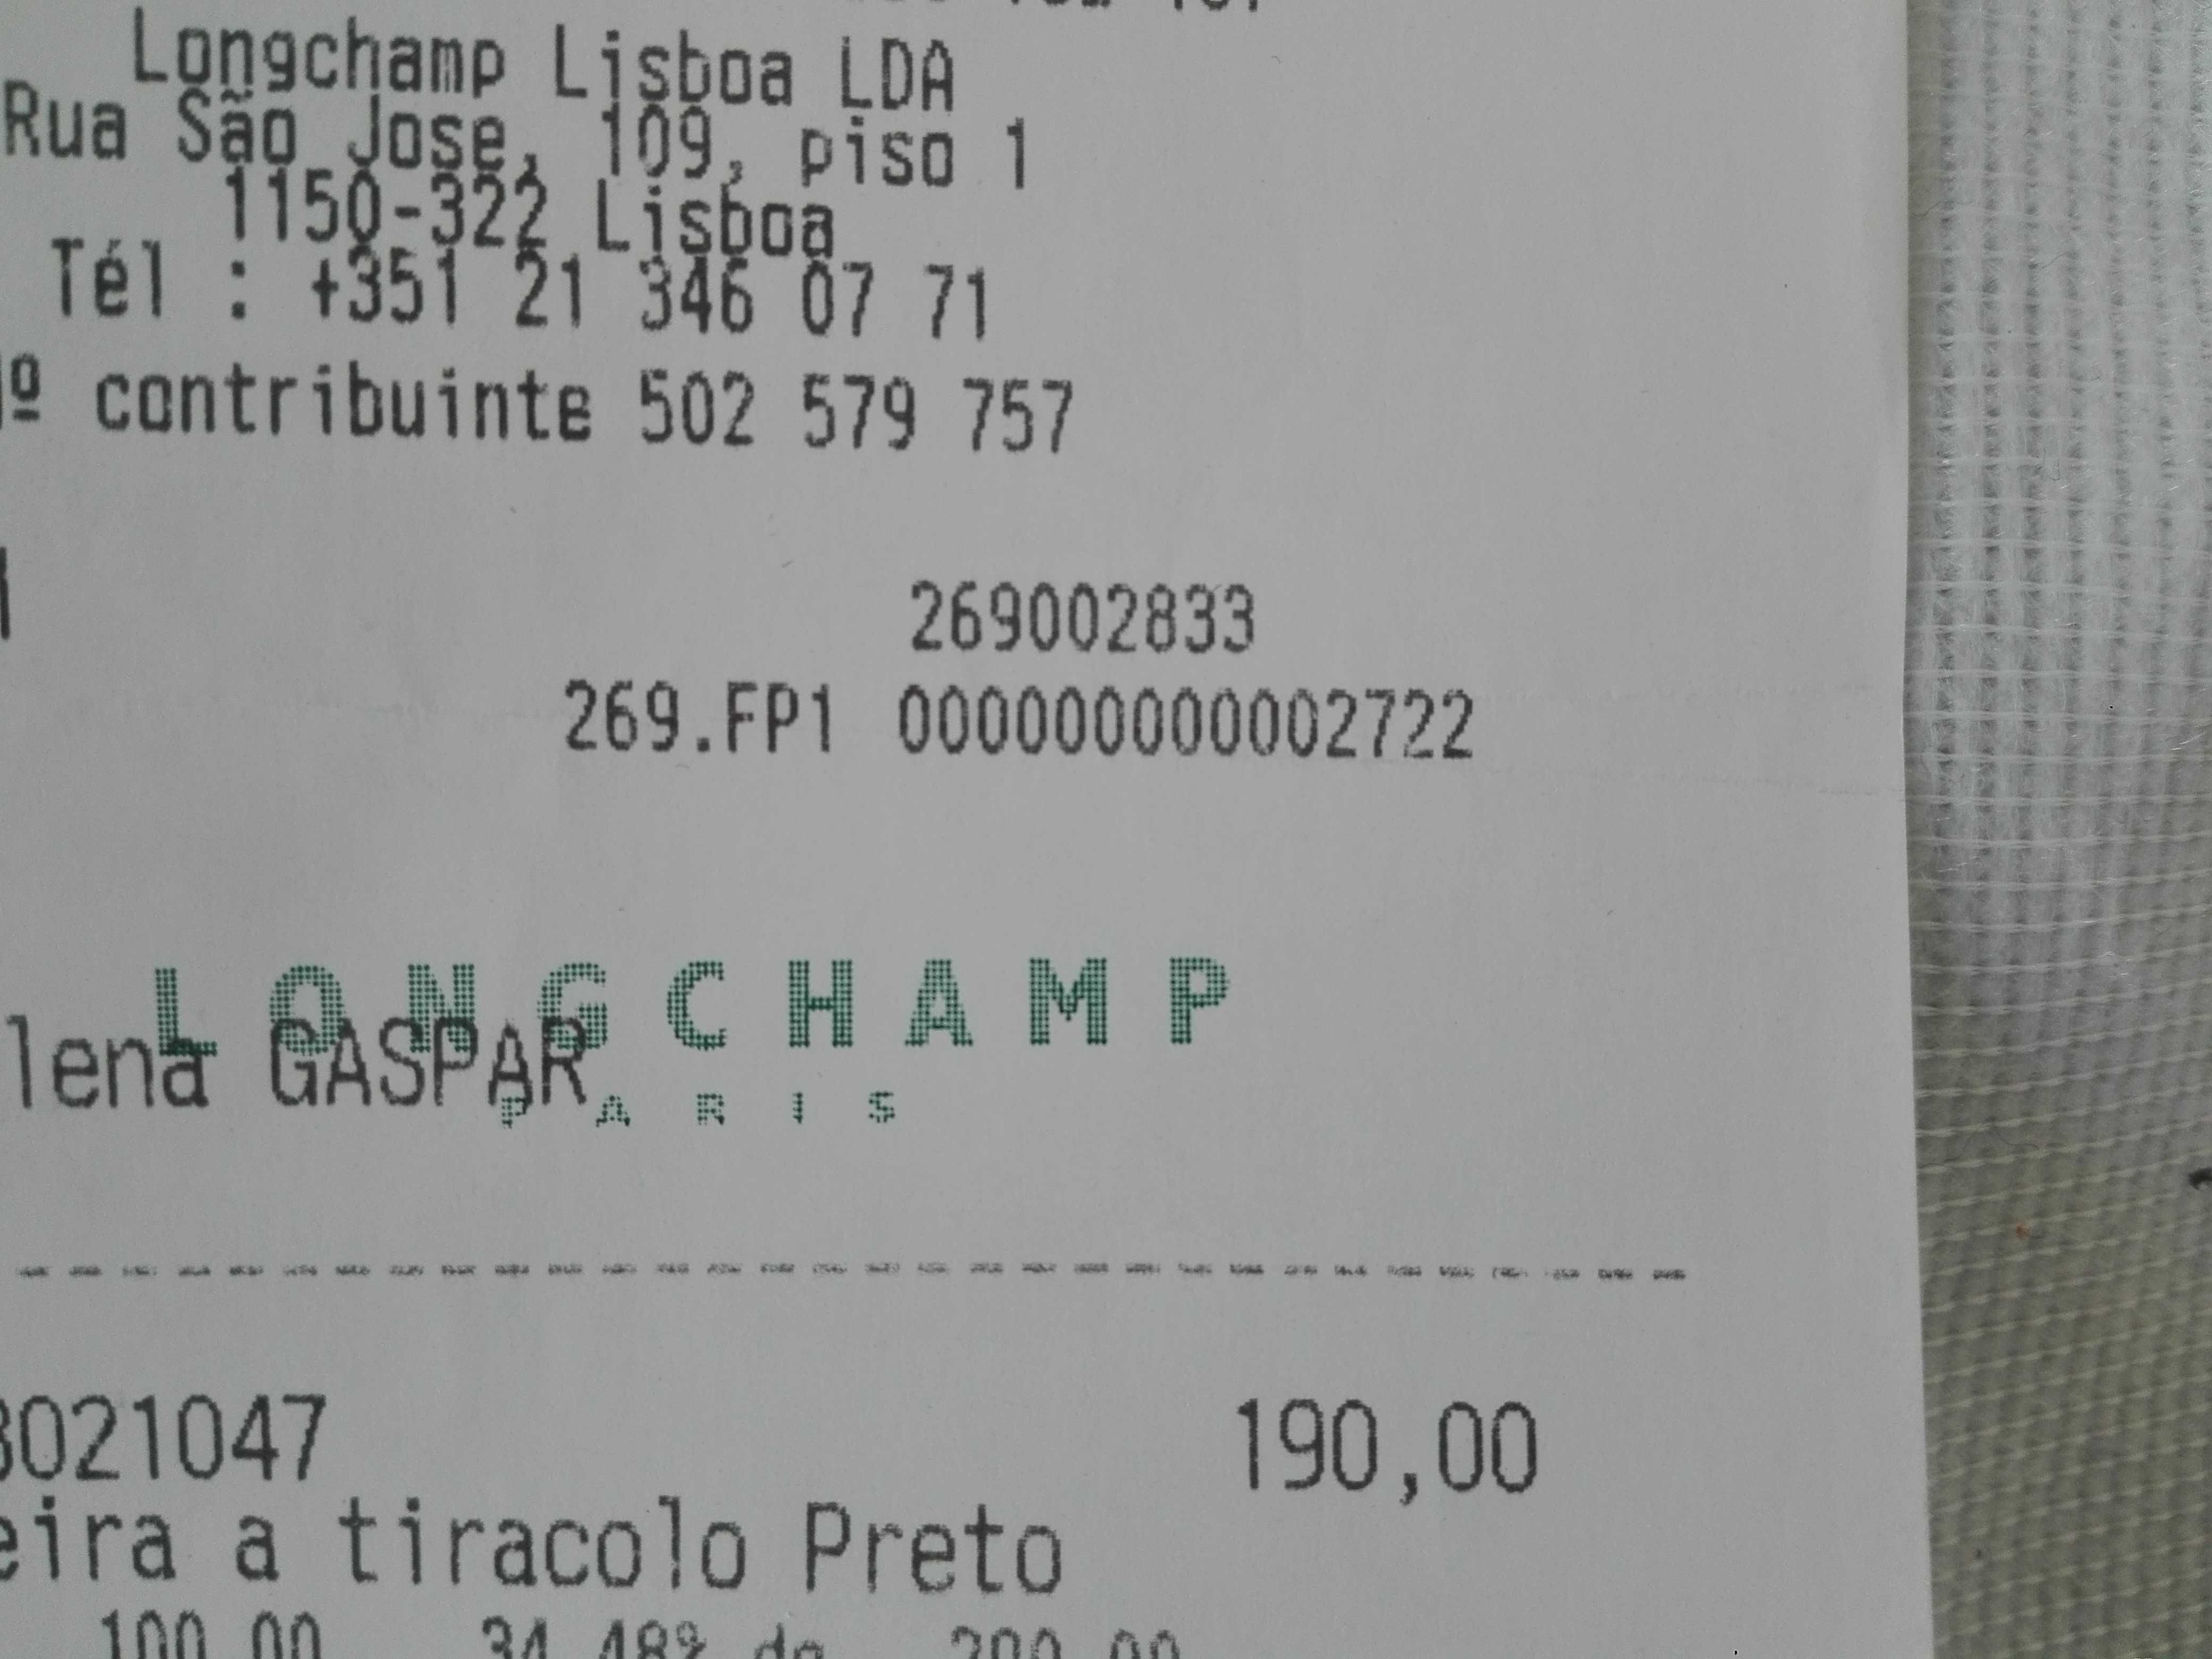 Longchamp Lisboa LDA
Rua São Jose, 109, piso 1
1150-322 Lisboa
Tél : +351 21 346 07 71
º contribuinte 502 579 757
269002833
269.FP1 000000000002722
LONGCHAMP
lena GASPAR
PARIS
3021047 190,00
eira a tiracolo Preto